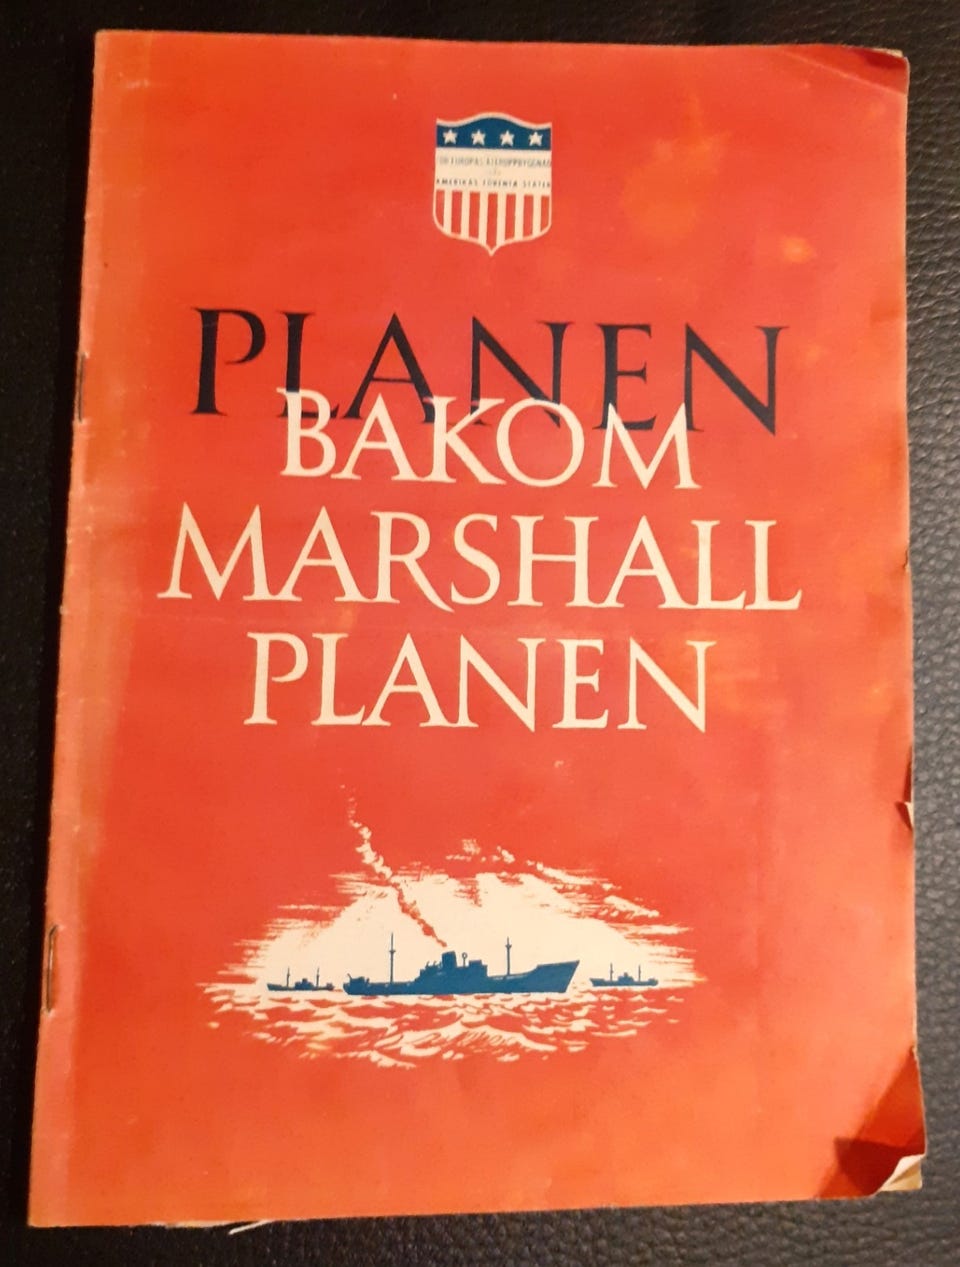 FÖR EUROPAS ÅTERUPPBYGGNAD
AMERIKAS FÖRENTA STATER
PLANEN
BAKOM
MARSHALL
PLANEN